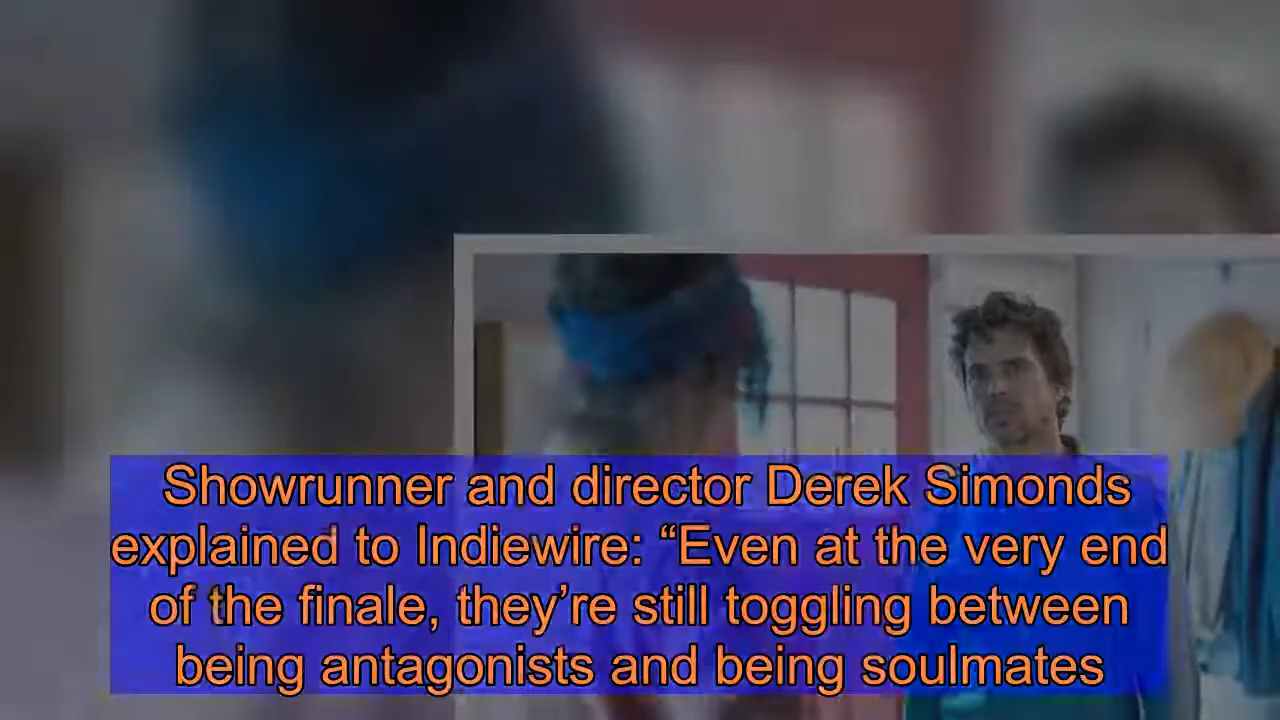 Showrunner and director Derek Simonds
explained to Indiewire: “Even at the very end
of the finale, they’re still toggling between
being antagonists and being soulmates